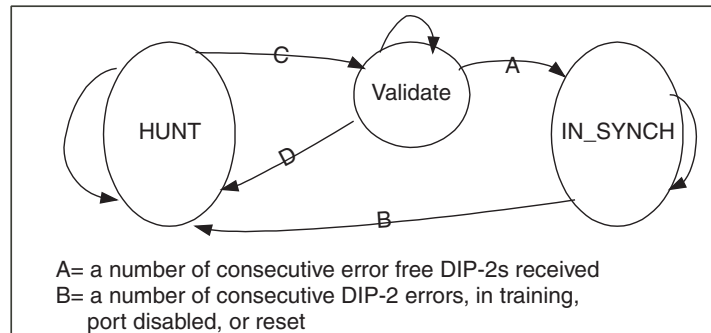 C
A
Validate
HUNT
IN_SYNCH
D
B
A= a number of consecutive error free DIP-2s received
B= a number of consecutive DIP-2 errors, in training,
port disabled, or reset